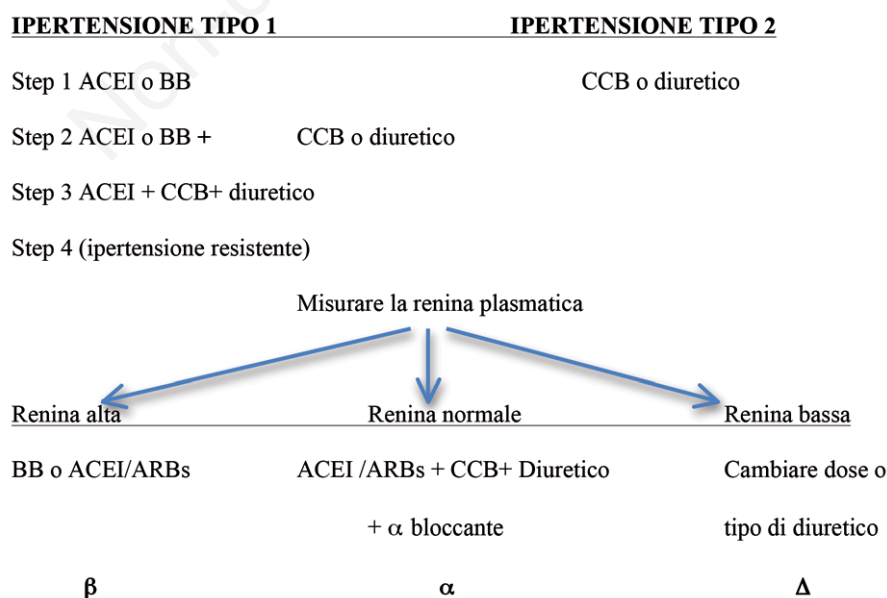 IPERTENSIONE TIPO 1 IPERTENSIONE TIPO 2
Step 1 ACEI o BB CCB o diuretico
Step 2 ACEI o BB + CCB o diuretico
Step 3 ACEI + CCB+ diuretico
Step 4 (ipertensione resistente)
Misurare la renina plasmatica
Renina alta Renina normale Renina bassa
BB o ACEI/ARBs ACEI /ARBs + CCB+ Diuretico Cambiare dose o
+ α bloccante tipo di diuretico
β α Δ